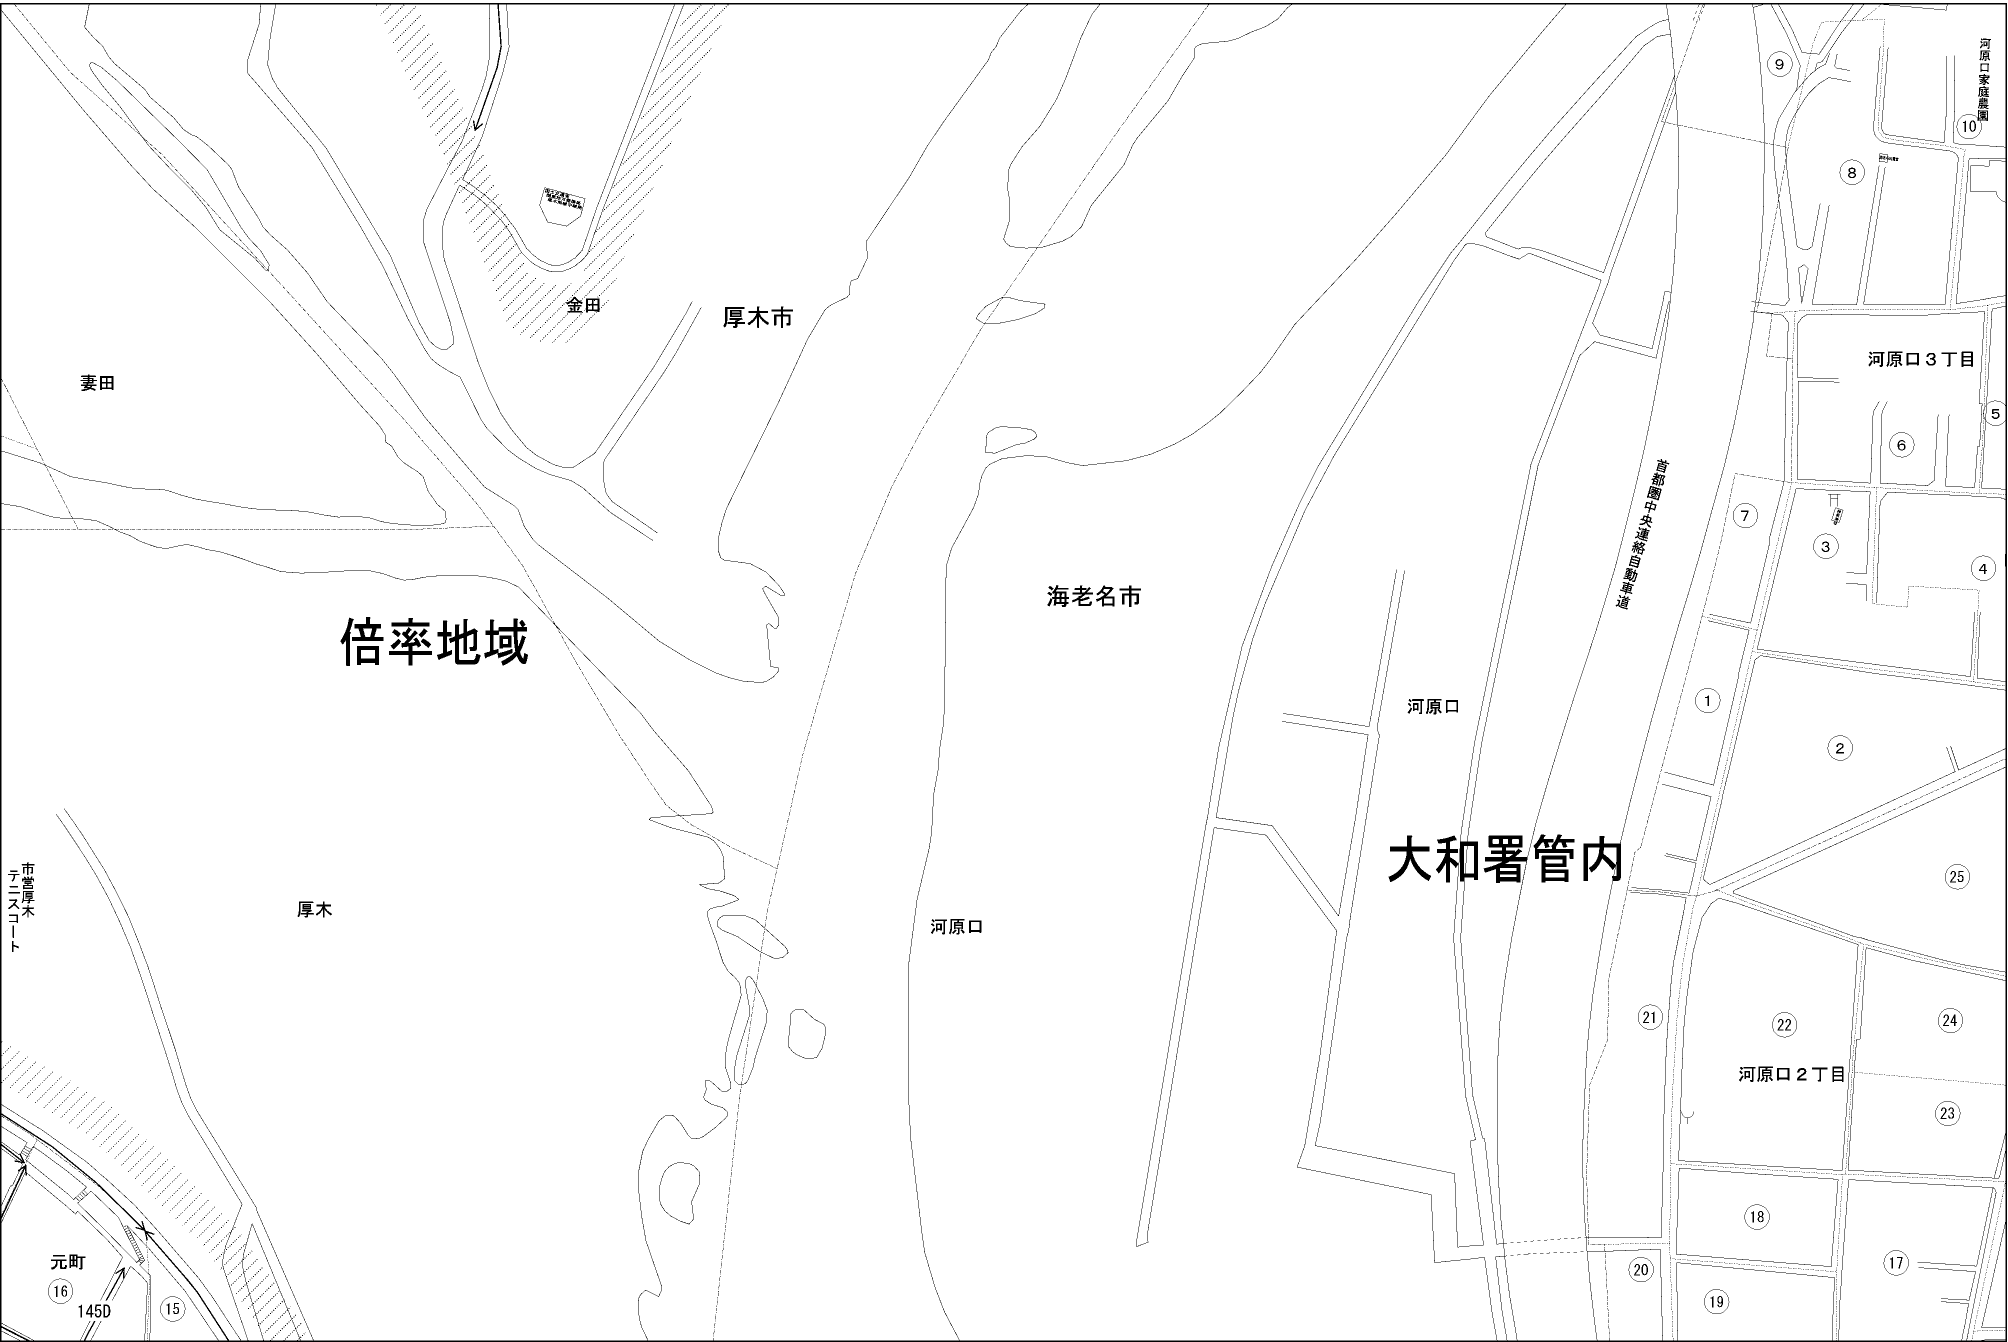 河原口家庭農園
9
10
8
金田
厚木市
妻田
河原口３丁目
5
6
首都圏中央連絡自動車道
7
3
4
海老名市
倍率地域
河原口
1
2
大和署管内
市営厚木
テニスコート
厚木
河原口
25
21
22
24
河原口２丁目
23
18
17
元町
16
145D
15
20
19